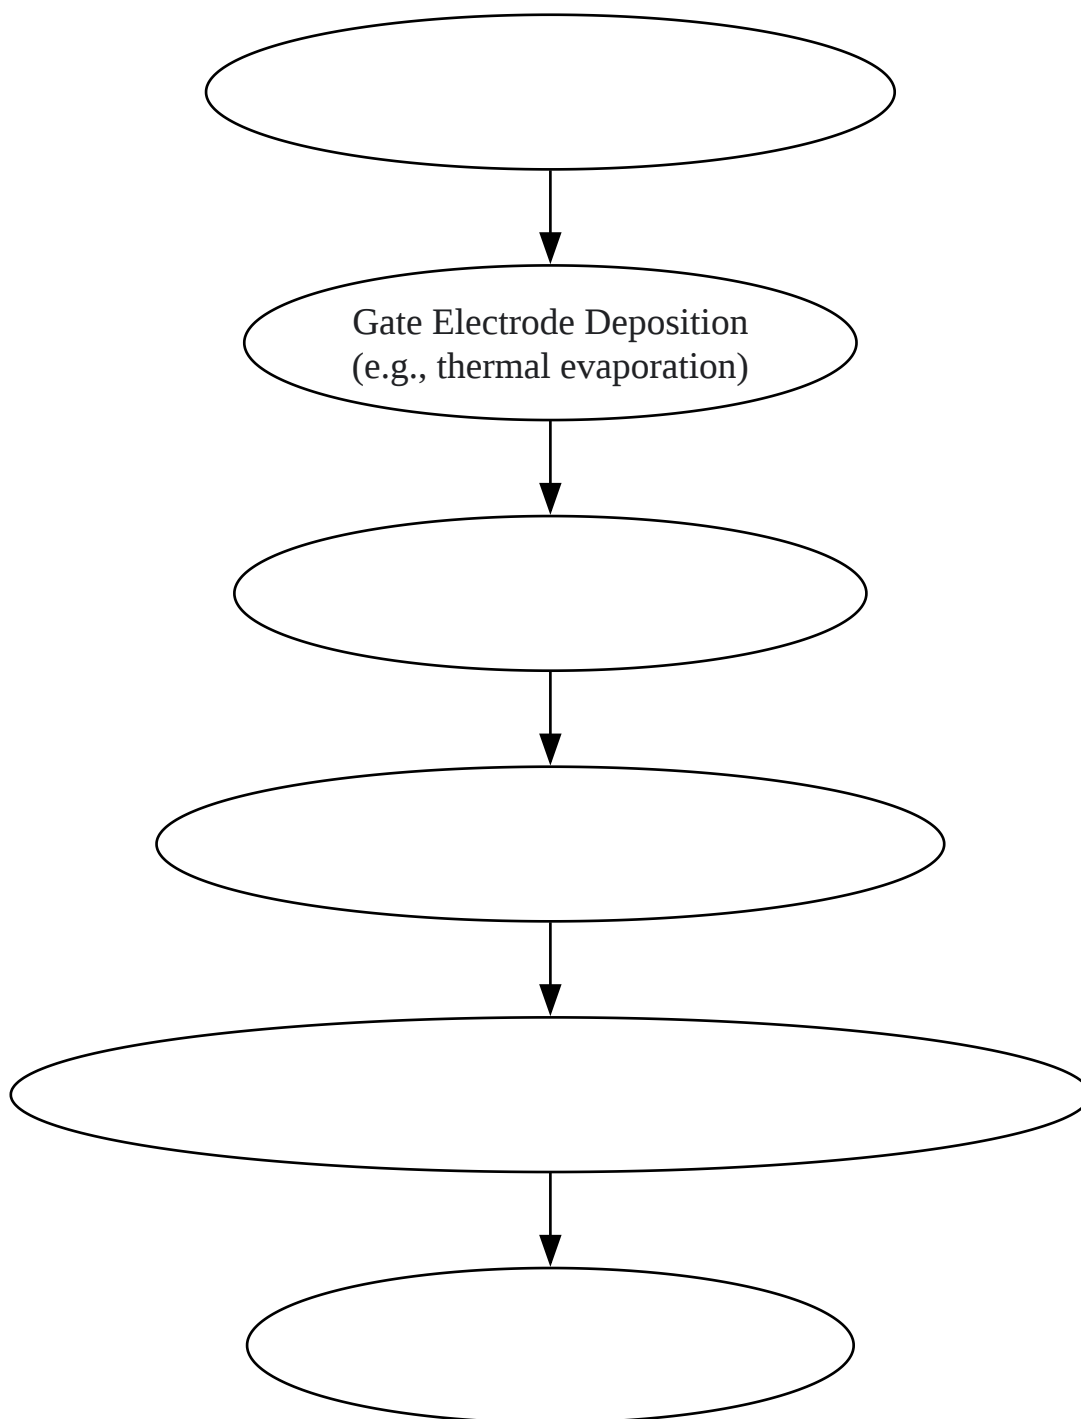 Gate Electrode Deposition
(e.g., thermal evaporation)